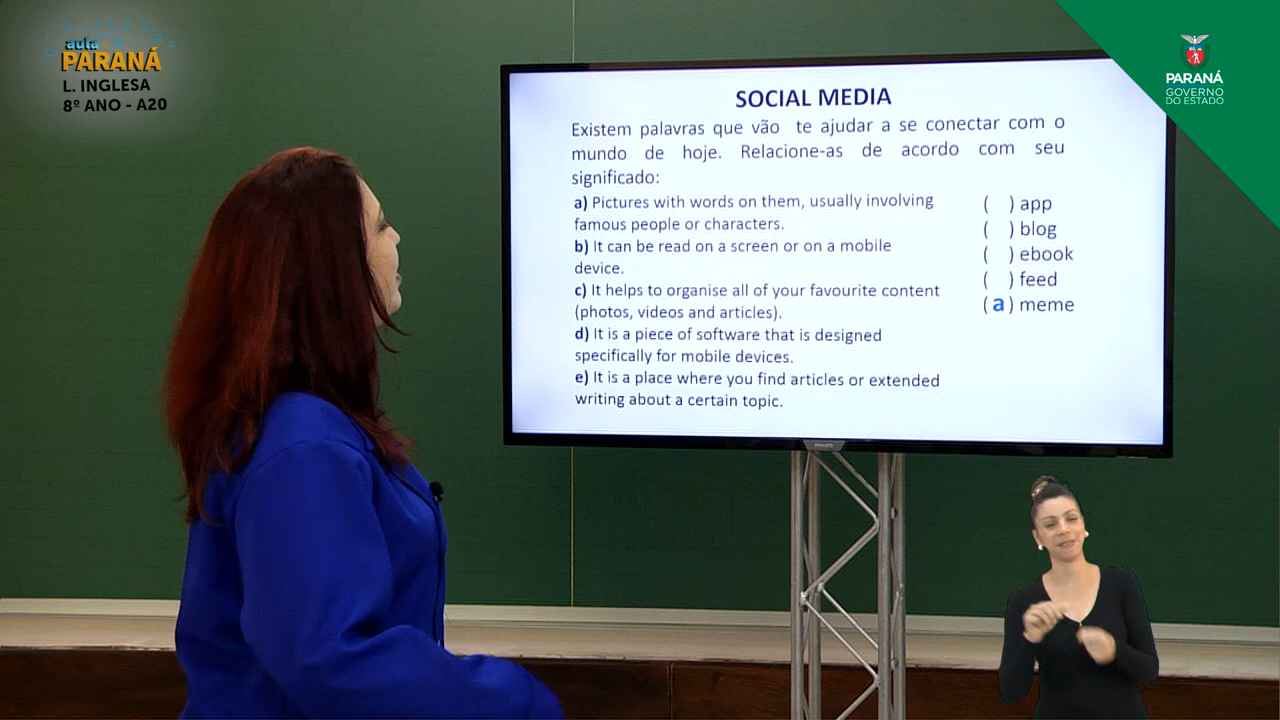 aula
PARANÁ
L. INGLESA
8º ANO - A20
SOCIAL MEDIA
Existem palavras que vão te ajudar a se conectar com o
mundo de hoje. Relacione-as de acordo com seu
significado:
a) Pictures with words on them, usually involving
famous people or characters.
b) It can be read on a screen or on a mobile
device.
c) It helps to organise all of your favourite content
(photos, videos and articles).
d) It is a piece of software that is designed
specifically for mobile devices.
e) It is a place where you find articles or extended
writing about a certain topic.
( ) app
( ) blog
( ) ebook
( ) feed
( a ) meme
PHILIPS
PARANÁ
GOVERNO
DO ESTADO